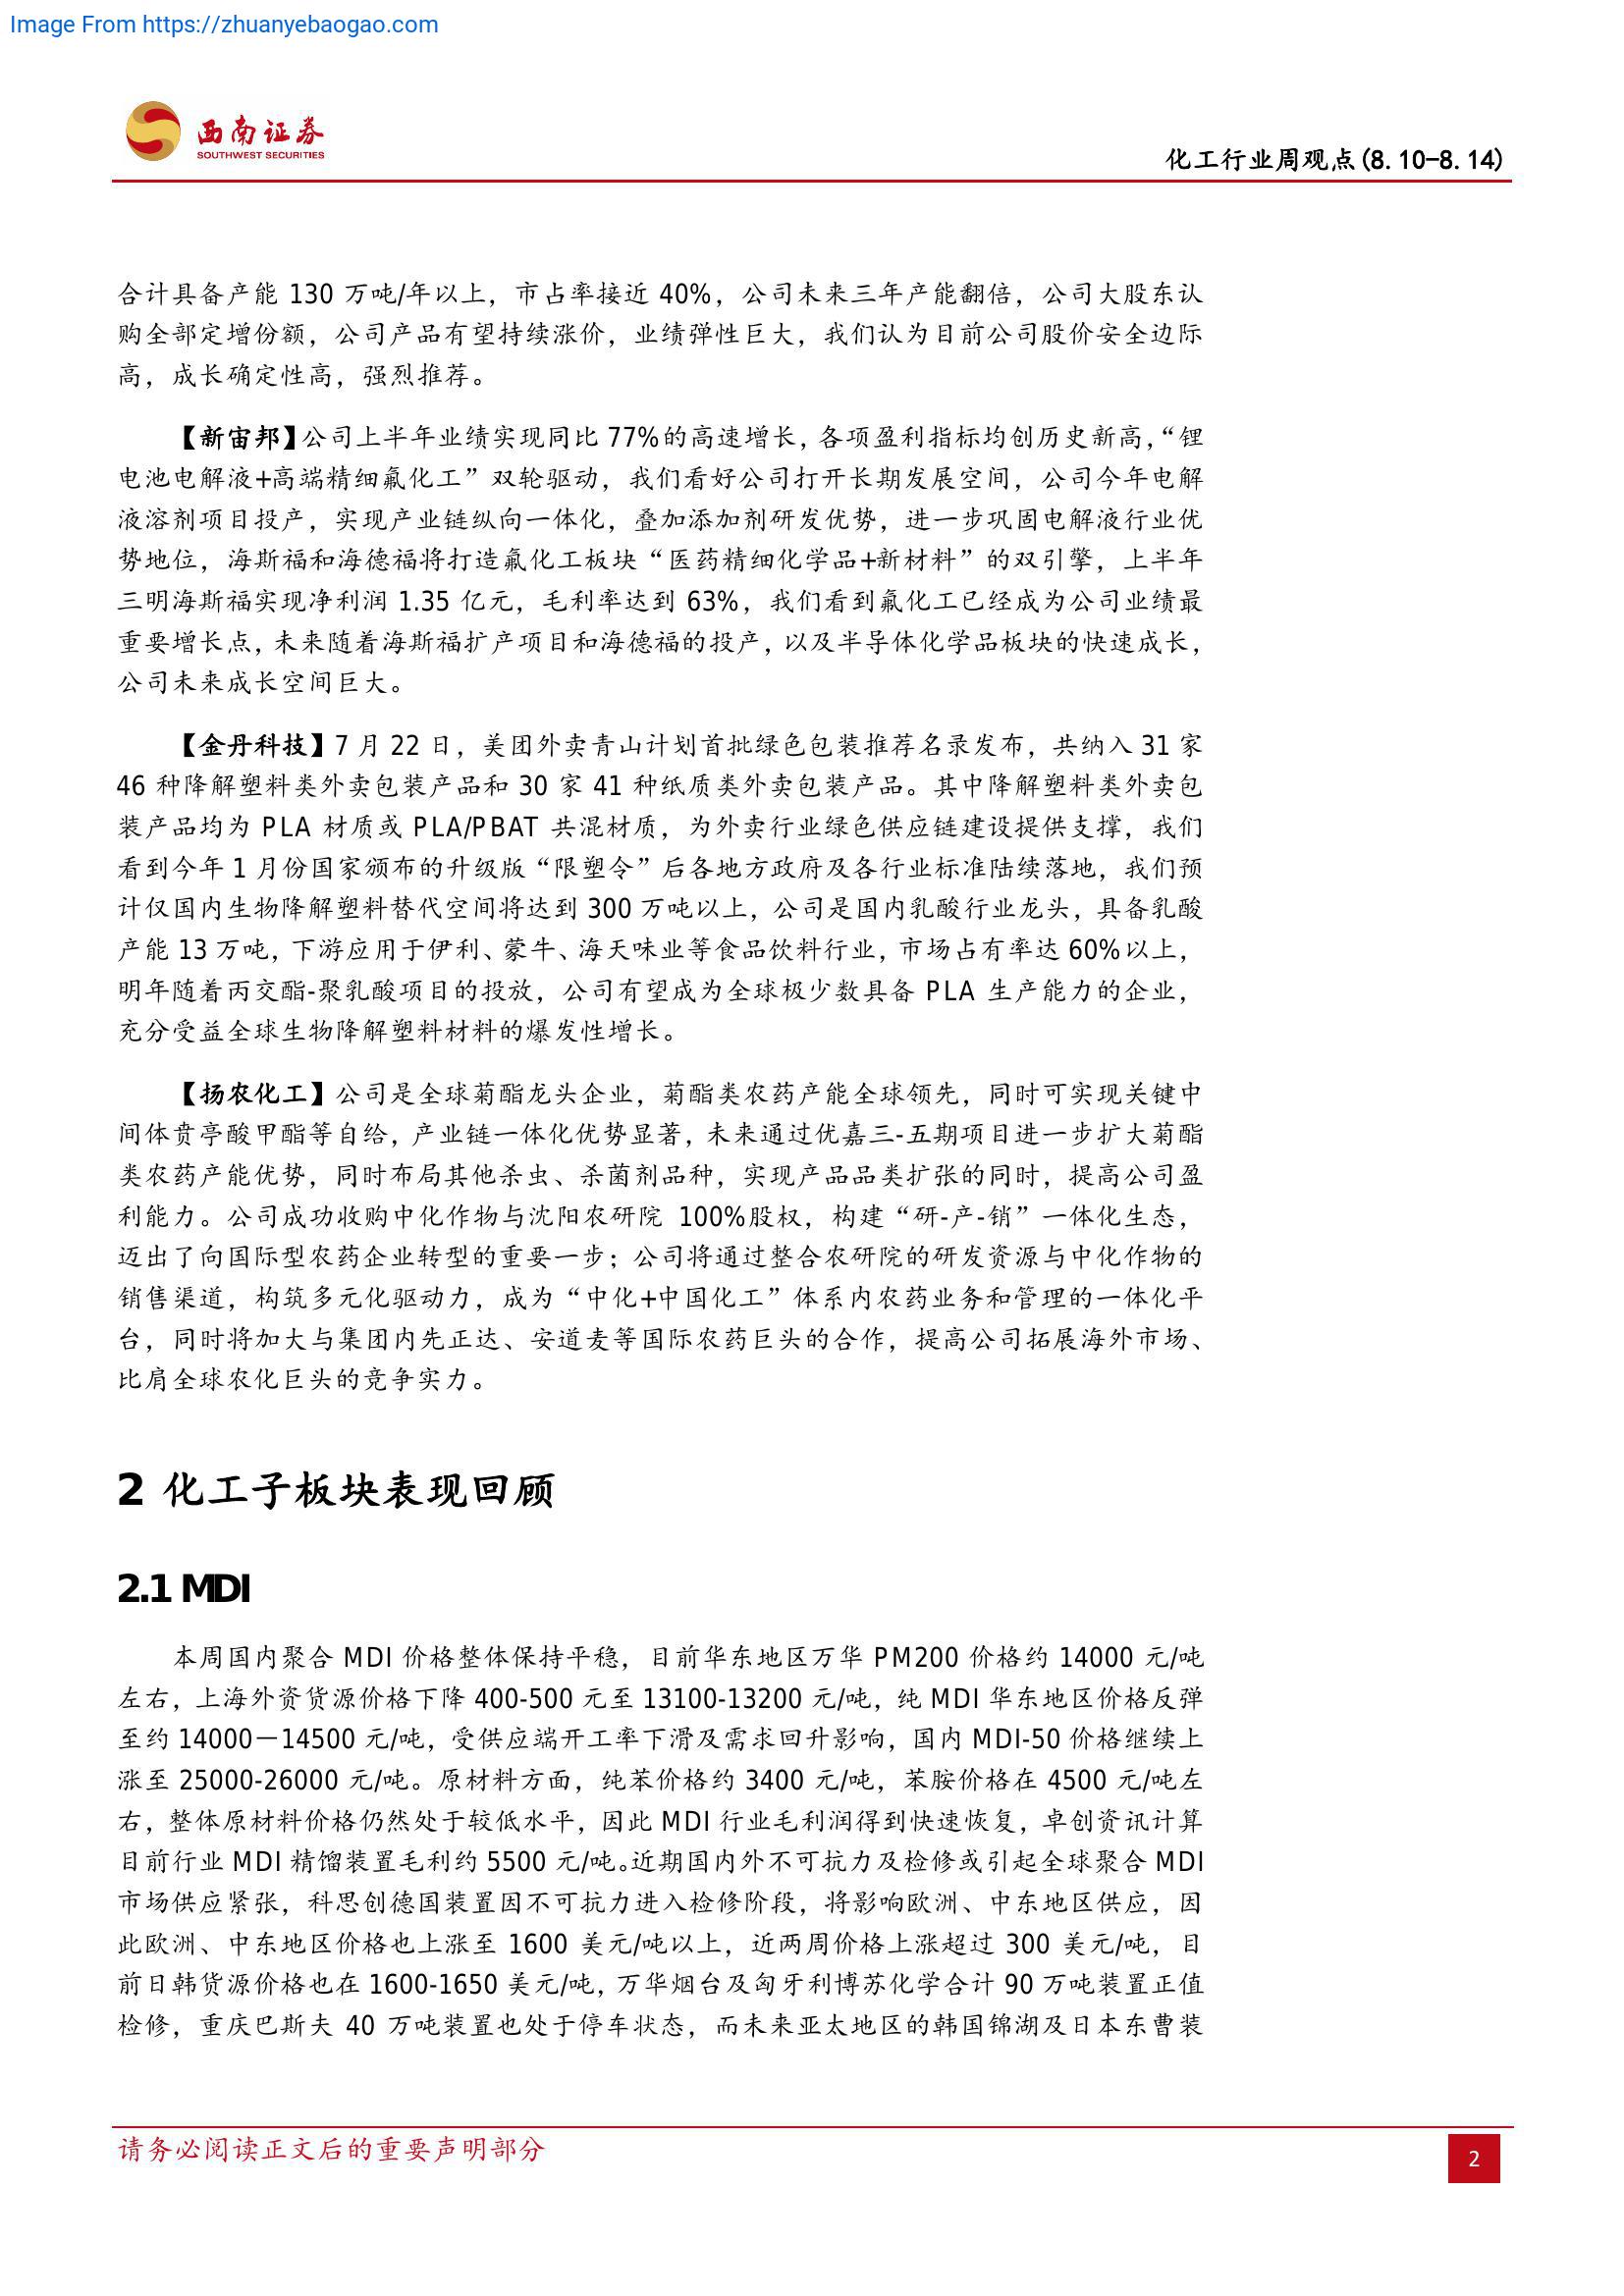 Image From https://zhuanyebaogao.com
西南证券
SOUTHWEST SECURITIES
化工行业周观点(8.10-8.14)
合计具备产能 130 万吨/年以上，市占率接近 40%，公司未来三年产能翻倍，公司大股东认
购全部定增份额，公司产品有望持续涨价，业绩弹性巨大，我们认为目前公司股价安全边际
高，成长确定性高，强烈推荐。
【新宙邦】公司上半年业绩实现同比 77%的高速增长，各项盈利指标均创历史新高，“锂
电池电解液+高端精细氟化工”双轮驱动，我们看好公司打开长期发展空间，公司今年电解
液溶剂项目投产，实现产业链纵向一体化，叠加添加剂研发优势，进一步巩固电解液行业优
势地位，海斯福和海德福将打造氟化工板块“医药精细化学品+新材料”的双引擎，上半年
三明海斯福实现净利润 1.35 亿元，毛利率达到 63%，我们看到氟化工已经成为公司业绩最
重要增长点，未来随着海斯福扩产项目和海德福的投产，以及半导体化学品板块的快速成长，
公司未来成长空间巨大。
【金丹科技】7 月 22 日，美团外卖青山计划首批绿色包装推荐名录发布，共纳入 31 家
46 种降解塑料类外卖包装产品和 30 家 41 种纸质类外卖包装产品。其中降解塑料类外卖包
装产品均为 PLA 材质或 PLA/PBAT 共混材质，为外卖行业绿色供应链建设提供支撑，我们
看到今年 1 月份国家颁布的升级版“限塑令”后各地方政府及各行业标准陆续落地，我们预
计仅国内生物降解塑料替代空间将达到 300 万吨以上，公司是国内乳酸行业龙头，具备乳酸
产能 13 万吨，下游应用于伊利、蒙牛、海天味业等食品饮料行业，市场占有率达 60%以上，
明年随着丙交酯-聚乳酸项目的投放，公司有望成为全球极少数具备 PLA 生产能力的企业，
充分受益全球生物降解塑料材料的爆发性增长。
【扬农化工】公司是全球菊酯龙头企业，菊酯类农药产能全球领先，同时可实现关键中
间体贲亭酸甲酯等自给，产业链一体化优势显著，未来通过优嘉三-五期项目进一步扩大菊酯
类农药产能优势，同时布局其他杀虫、杀菌剂品种，实现产品品类扩张的同时，提高公司盈
利能力。公司成功收购中化作物与沈阳农研院 100%股权，构建“研-产-销”一体化生态，
迈出了向国际型农药企业转型的重要一步；公司将通过整合农研院的研发资源与中化作物的
销售渠道，构筑多元化驱动力，成为“中化+中国化工”体系内农药业务和管理的一体化平
台，同时将加大与集团内先正达、安道麦等国际农药巨头的合作，提高公司拓展海外市场、
比肩全球农化巨头的竞争实力。
2 化工子板块表现回顾
2.1 MDI
本周国内聚合 MDI 价格整体保持平稳，目前华东地区万华 PM200 价格约 14000 元/吨
左右，上海外资货源价格下降 400-500 元至 13100-13200 元/吨，纯 MDI 华东地区价格反弹
至约 14000－14500 元/吨，受供应端开工率下滑及需求回升影响，国内 MDI-50 价格继续上
涨至 25000-26000 元/吨。原材料方面，纯苯价格约 3400 元/吨，苯胺价格在 4500 元/吨左
右，整体原材料价格仍然处于较低水平，因此 MDI 行业毛利润得到快速恢复，卓创资讯计算
目前行业 MDI 精馏装置毛利约 5500 元/吨。近期国内外不可抗力及检修或引起全球聚合 MDI
市场供应紧张，科思创德国装置因不可抗力进入检修阶段，将影响欧洲、中东地区供应，因
此欧洲、中东地区价格也上涨至 1600 美元/吨以上，近两周价格上涨超过 300 美元/吨，目
前日韩货源价格也在 1600-1650 美元/吨，万华烟台及匈牙利博苏化学合计 90 万吨装置正值
检修，重庆巴斯夫 40 万吨装置也处于停车状态，而未来亚太地区的韩国锦湖及日本东曹装
请务必阅读正文后的重要声明部分
2